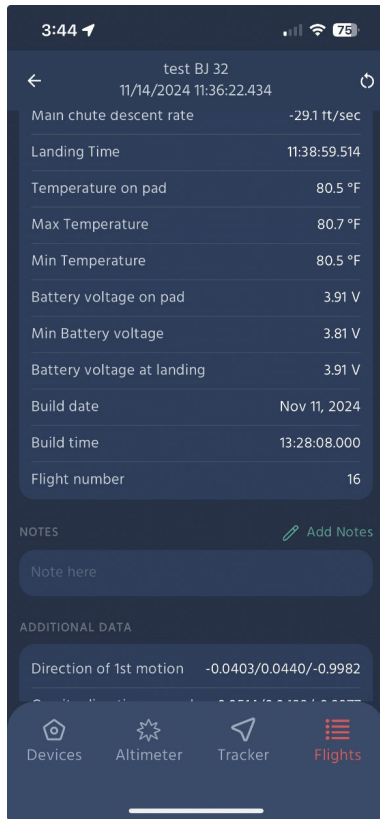 3:44
75
test BJ 32
11/14/2024 11:36:22.434
Main chute descent rate -29.1 ft/sec
Landing Time 11:38:59.514
Temperature on pad 80.5 °F
Max Temperature 80.7 °F
Min Temperature 80.5 °F
Battery voltage on pad 3.91 V
Min Battery voltage 3.81 V
Battery voltage at landing 3.91 V
Build date Nov 11, 2024
Build time 13:28:08.000
Flight number 16
NOTES Add Notes
Note here
ADDITIONAL DATA
Direction of 1st motion -0.0403/0.0440/-0.9982
Devices Altimeter Tracker Flights